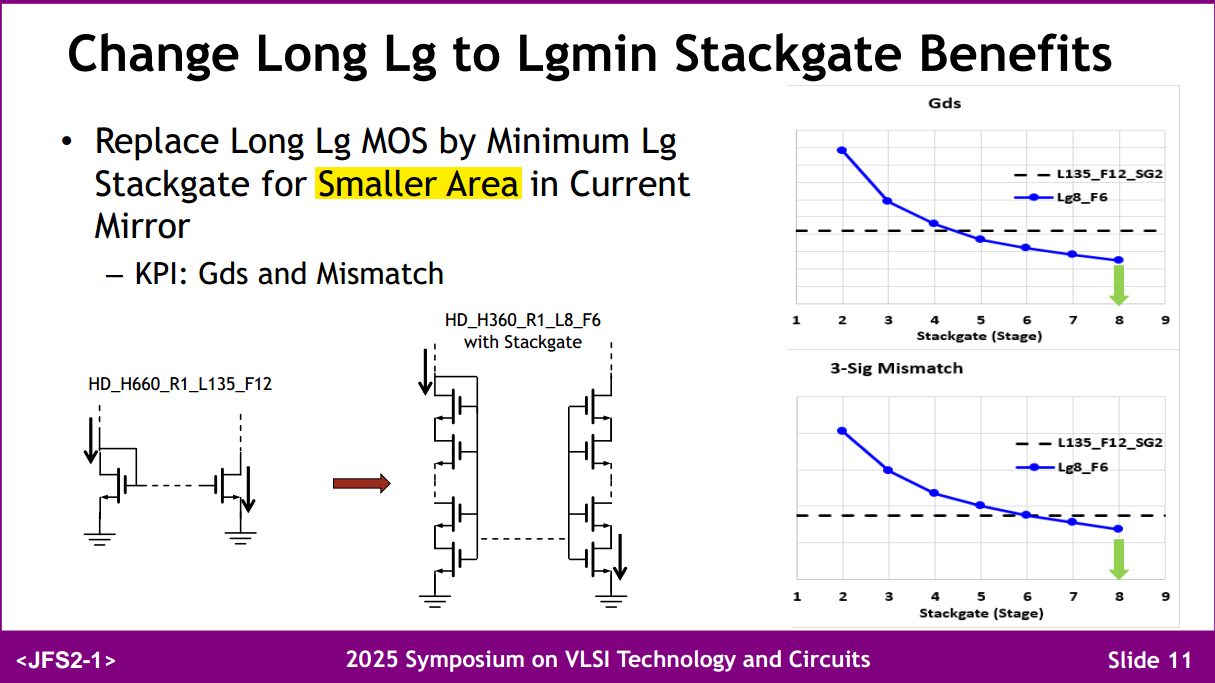 Change Long Lg to Lgmin Stackgate Benefits
• Replace Long Lg MOS by Minimum Lg
Stackgate for Smaller Area in Current
Mirror
– KPI: Gds and Mismatch
HD_H660_R1_L135_F12
HD_H360_R1_L8_F6
with Stackgate
Gds
L135_F12_SG2
Lg8_F6
1 2 3 4 5 6 7 8 9
Stackgate (Stage)
3-Sig Mismatch
L135_F12_SG2
Lg8_F6
1 2 3 4 5 6 7 8 9
Stackgate (Stage)
<JFS2-1>
2025 Symposium on VLSI Technology and Circuits
Slide 11